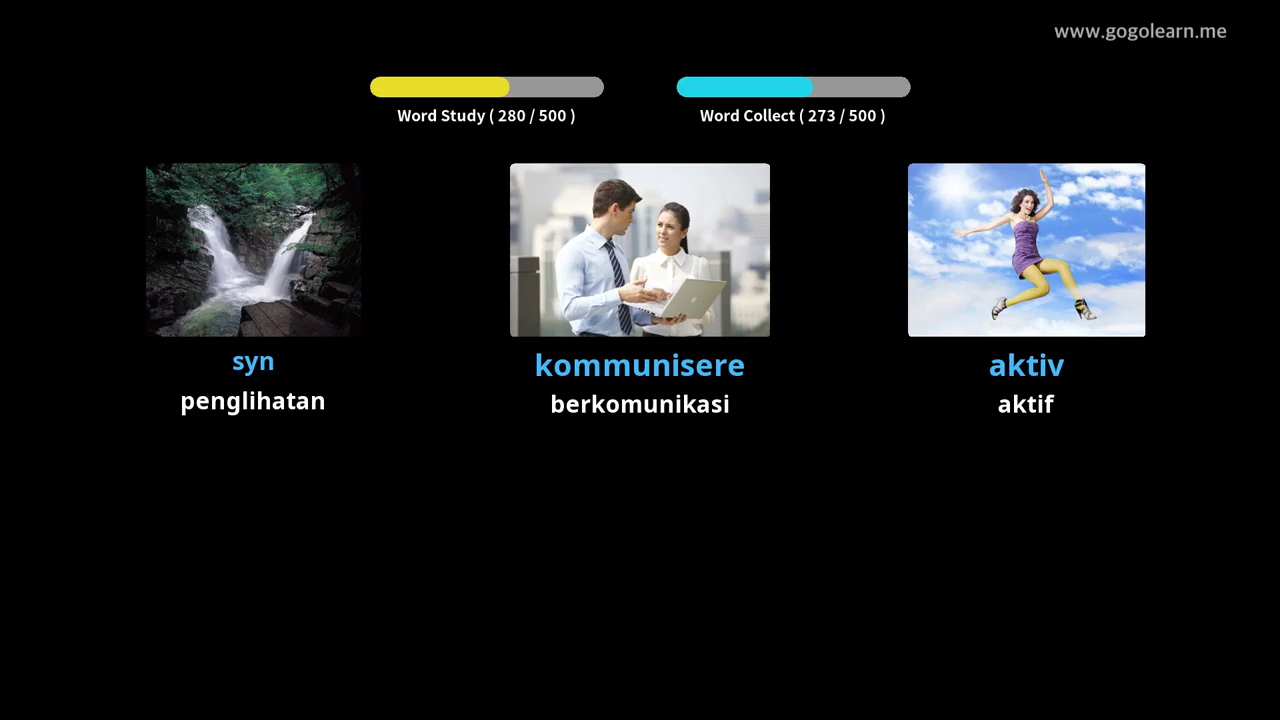 www.gogolearn.me
Word Study ( 280 / 500 )
Word Collect ( 273 / 500 )
syn
penglihatan
kommunisere
berkomunikasi
aktiv
aktif